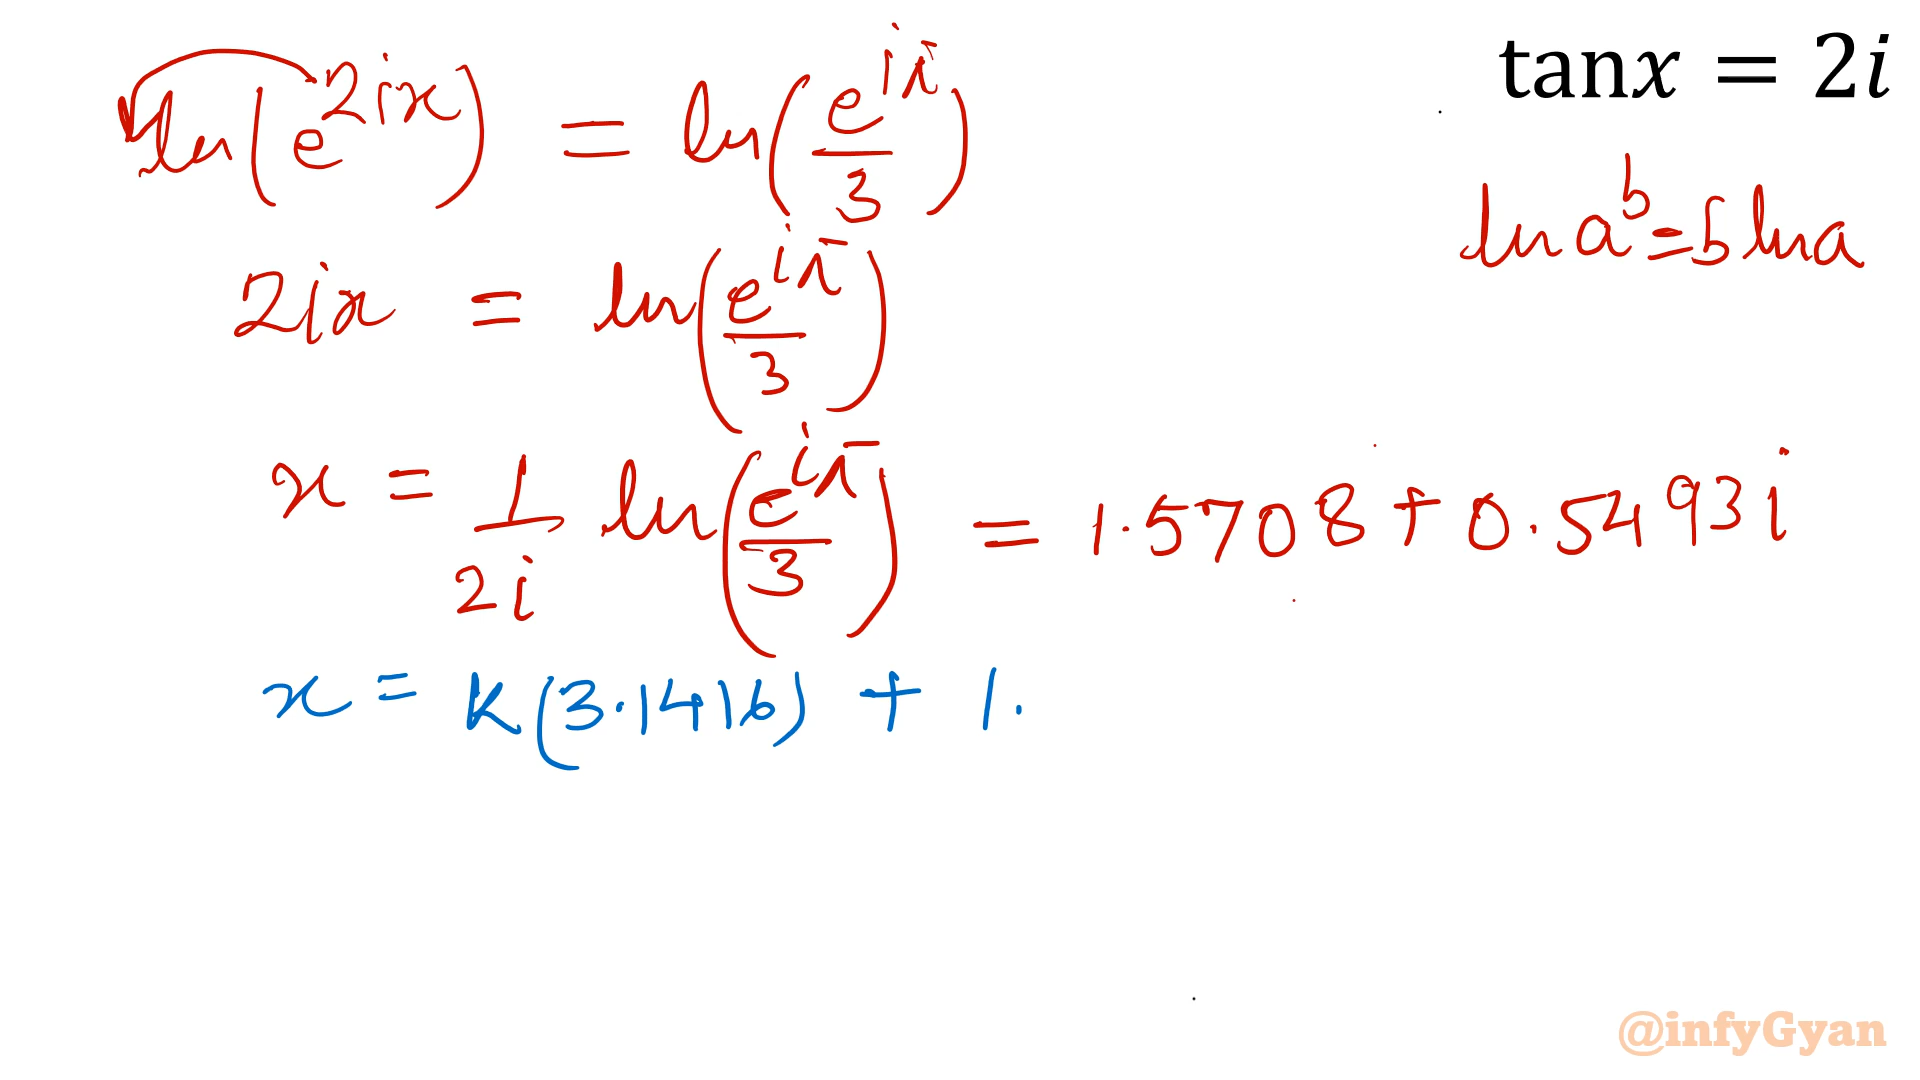 tanx = 2i
ln(e^{2ix}) = ln(e^{iπ}/3)
ln a^b = b ln a
2ix = ln(e^{iπ}/3)
x = 1/2i ln(e^{iπ}/3) = 1.5708 + 0.5493i
x = K(3.1416) + 1.
@infyGyan